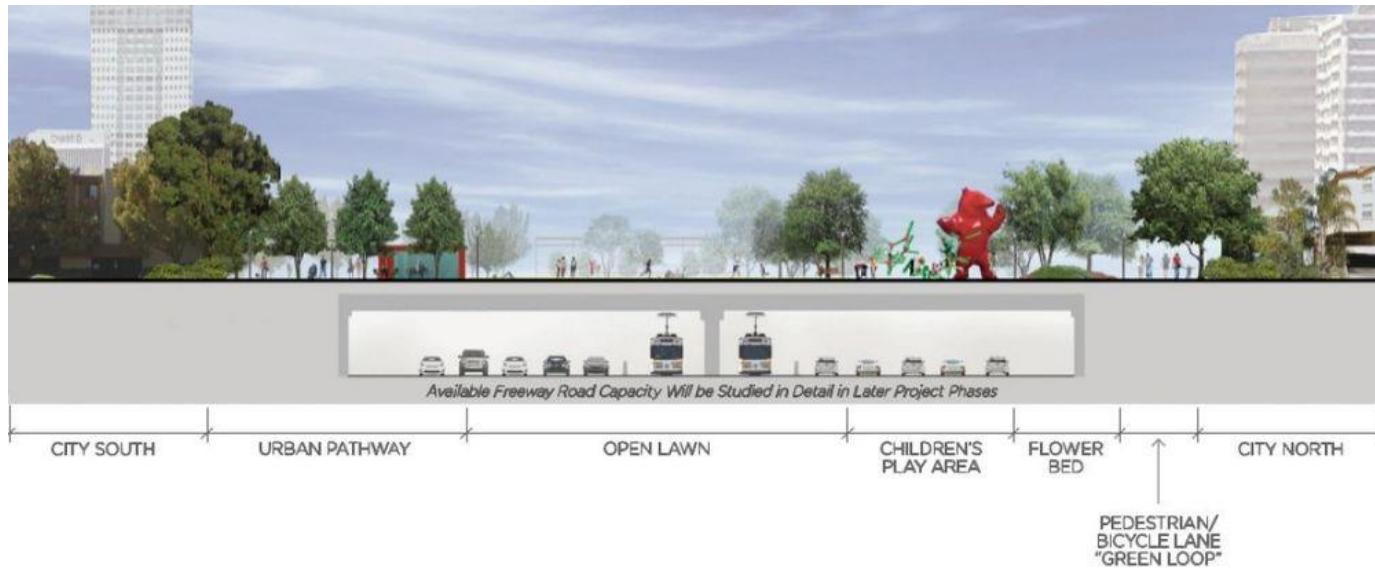 Available Freeway Road Capacity Will be Studied in Detail in Later Project Phases
CITY SOUTH
URBAN PATHWAY
OPEN LAWN
CHILDREN'S
PLAY AREA
FLOWER
BED
CITY NORTH
PEDESTRIAN/
BICYCLE LANE
"GREEN LOOP"